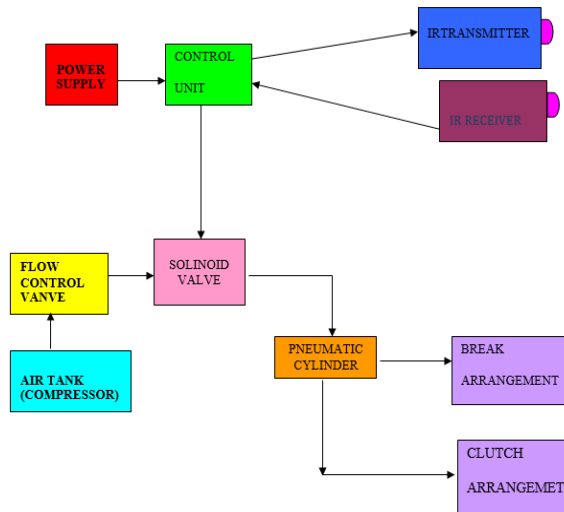 IRTRANSMITTER
CONTROL
UNIT
POWER
SUPPLY
IR RECEIVER
SOLINOID
VALVE
FLOW
CONTROL
VANVE
PNEUMATIC
CYLINDER
BREAK
ARRANGEMENT
AIR TANK
(COMPRESSOR)
CLUTCH
ARRANGEMET